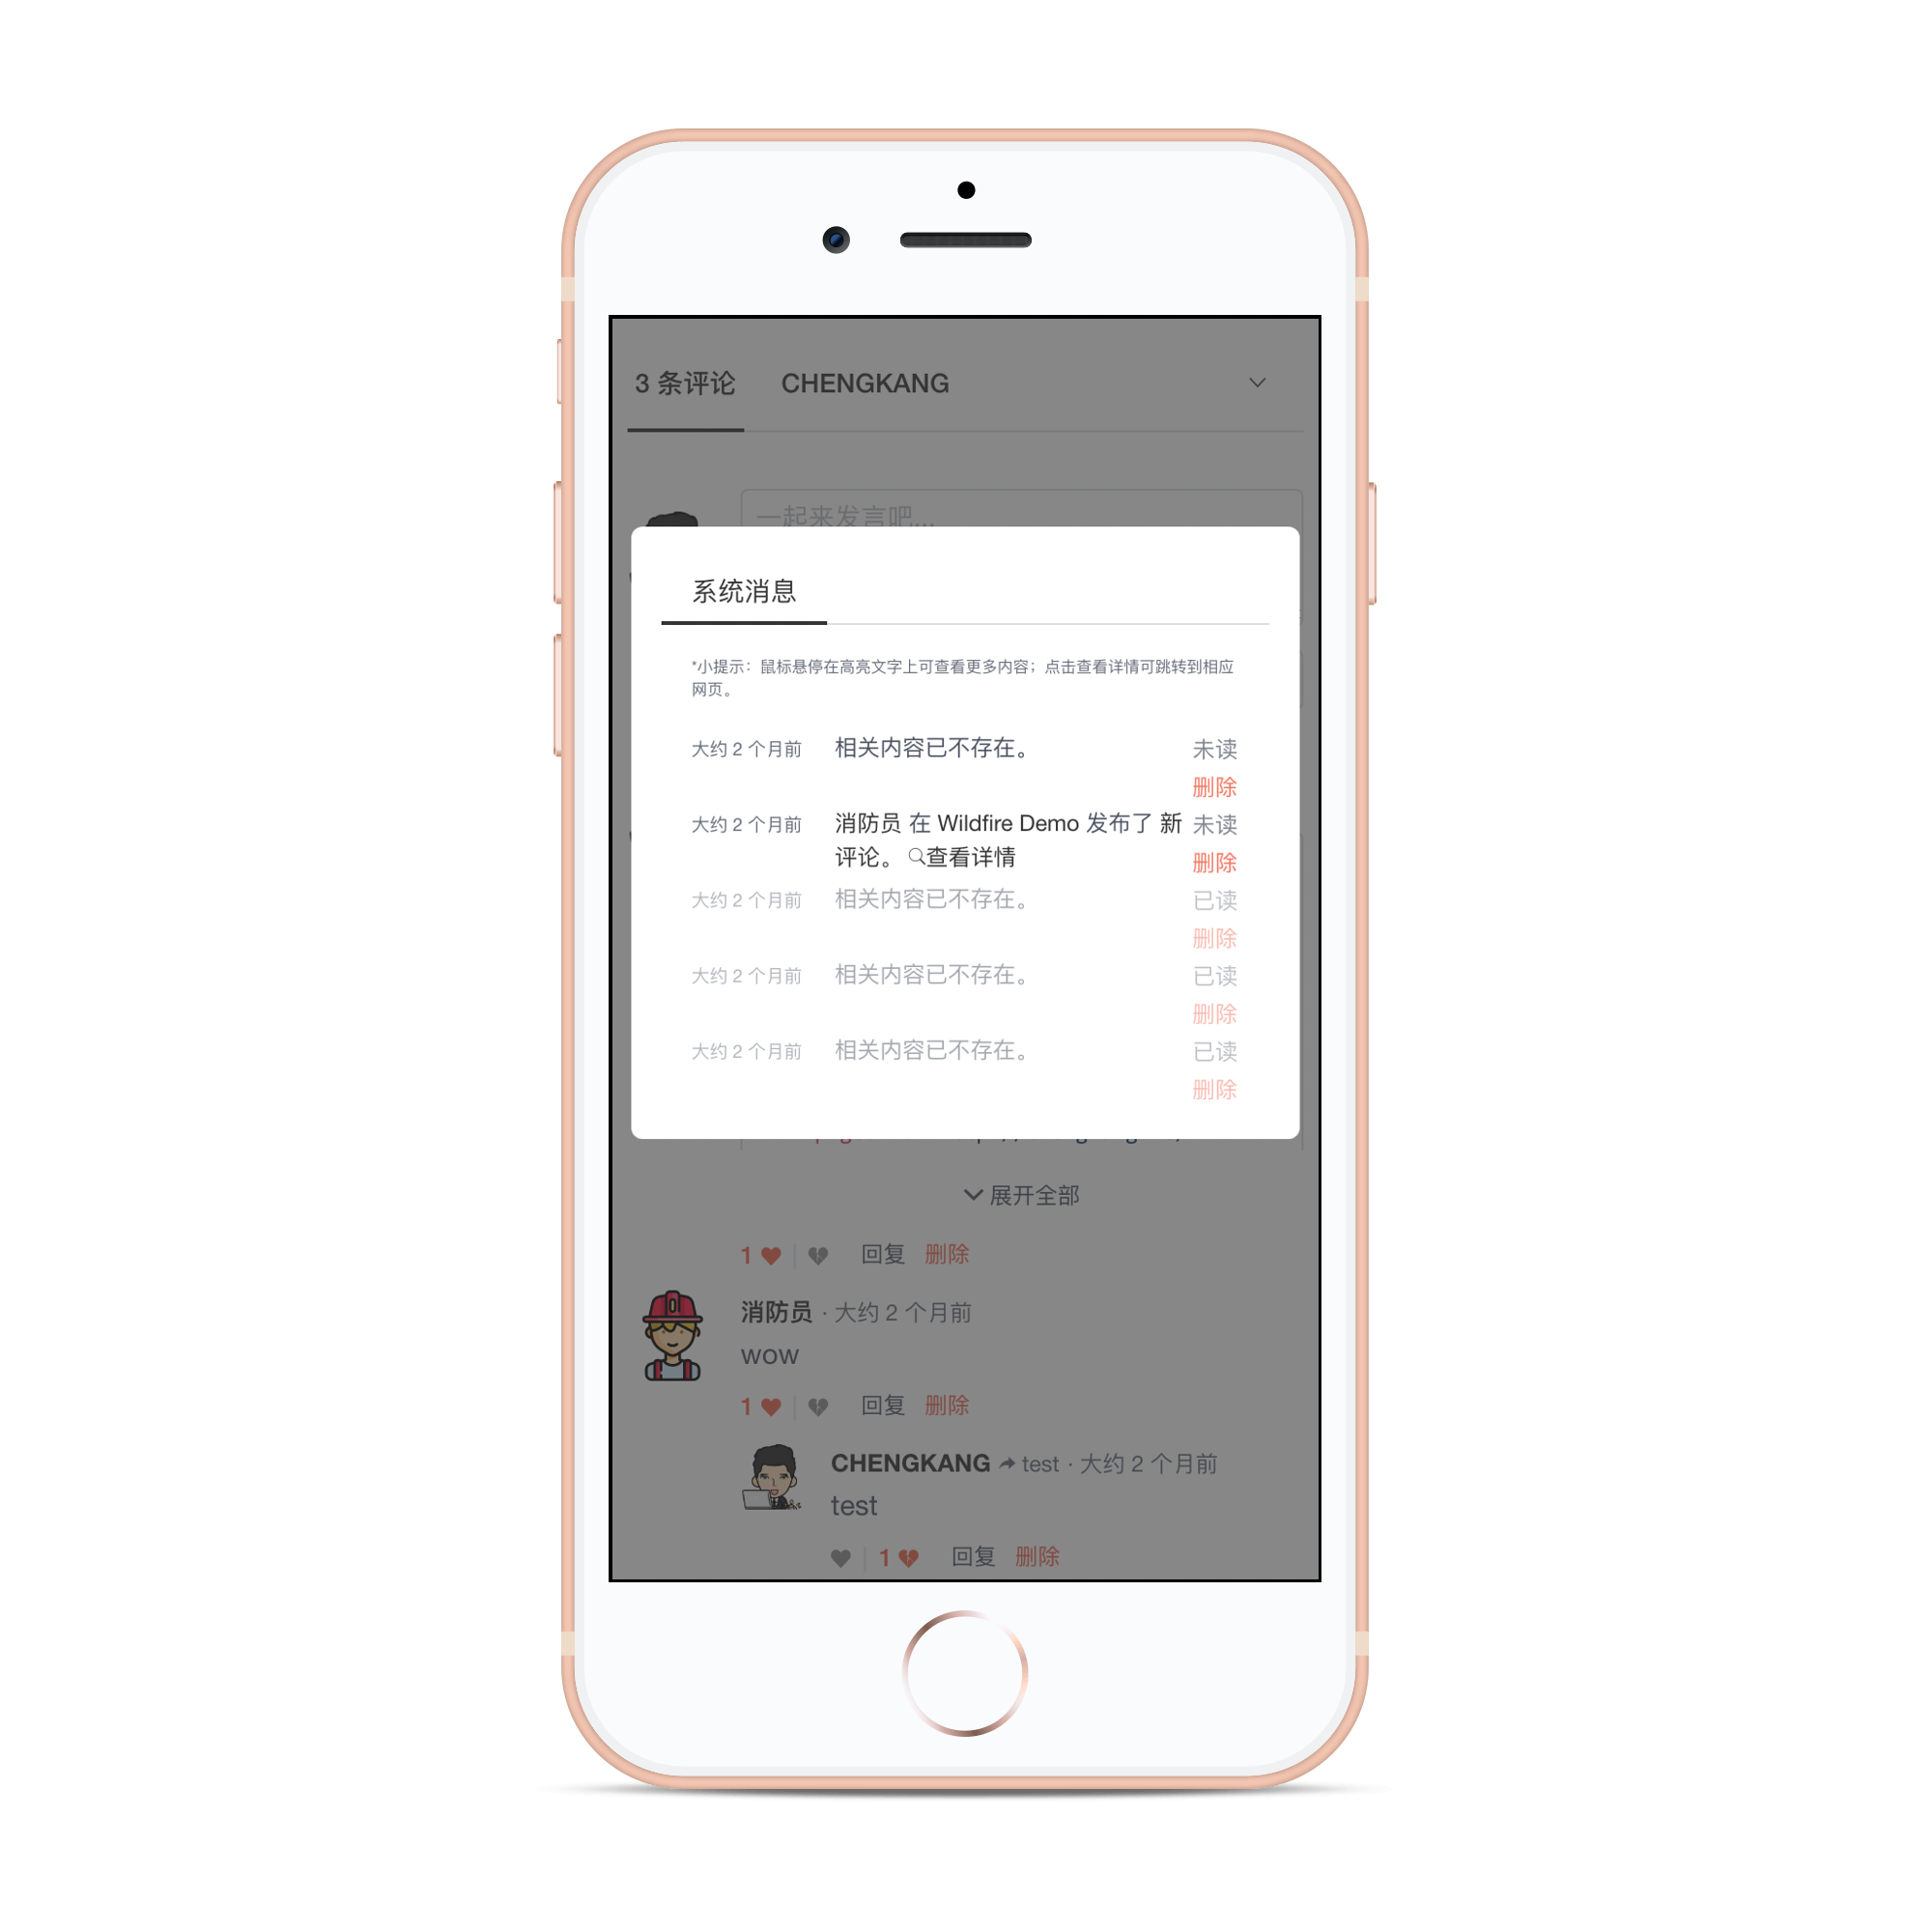 3 条评论 CHENGKANG
一起来发言吧...
系统消息
*小提示：鼠标悬停在高亮文字上可查看更多内容；点击查看详情可跳转到相应
网页。
大约 2 个月前 相关内容已不存在。 未读
删除
大约 2 个月前 消防员 在 Wildfire Demo 发布了 新 未读
评论。 查看详情 删除
大约 2 个月前 相关内容已不存在。 已读
删除
大约 2 个月前 相关内容已不存在。 已读
删除
大约 2 个月前 相关内容已不存在。 已读
删除
展开全部
1 回复 删除
消防员 · 大约 2 个月前
wow
1 回复 删除
CHENGKANG test · 大约 2 个月前
test
1 回复 删除